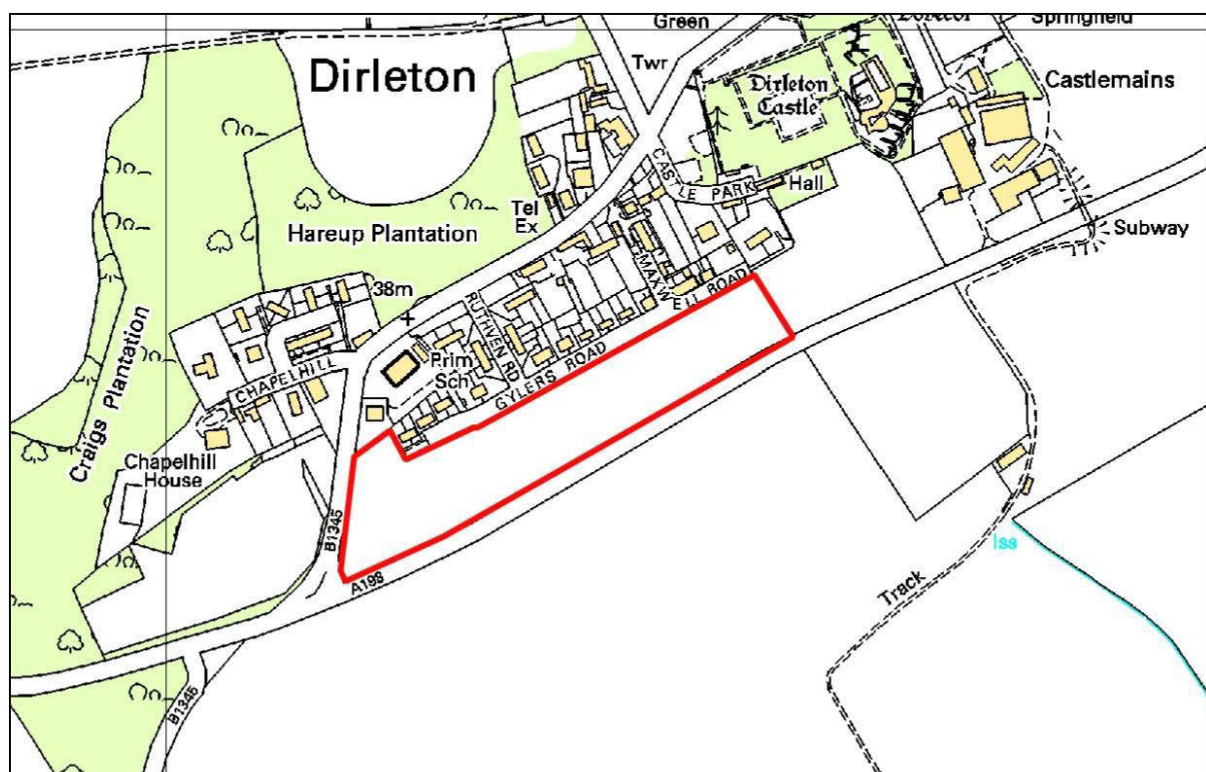 Green
Springfield
Twr
Dirleton
Dirleton
Castle
Castlemains
CASTLE PARK
Hall
Tel
Ex
Hareup Plantation
Subway
MAXWELL ROAD
38m
RUTHVEN RD
Prim
Sch
CHAPELHILL
GYLERS ROAD
Craigs Plantation
Chapelhill
House
B1345
A198
Iss
Track
B1345